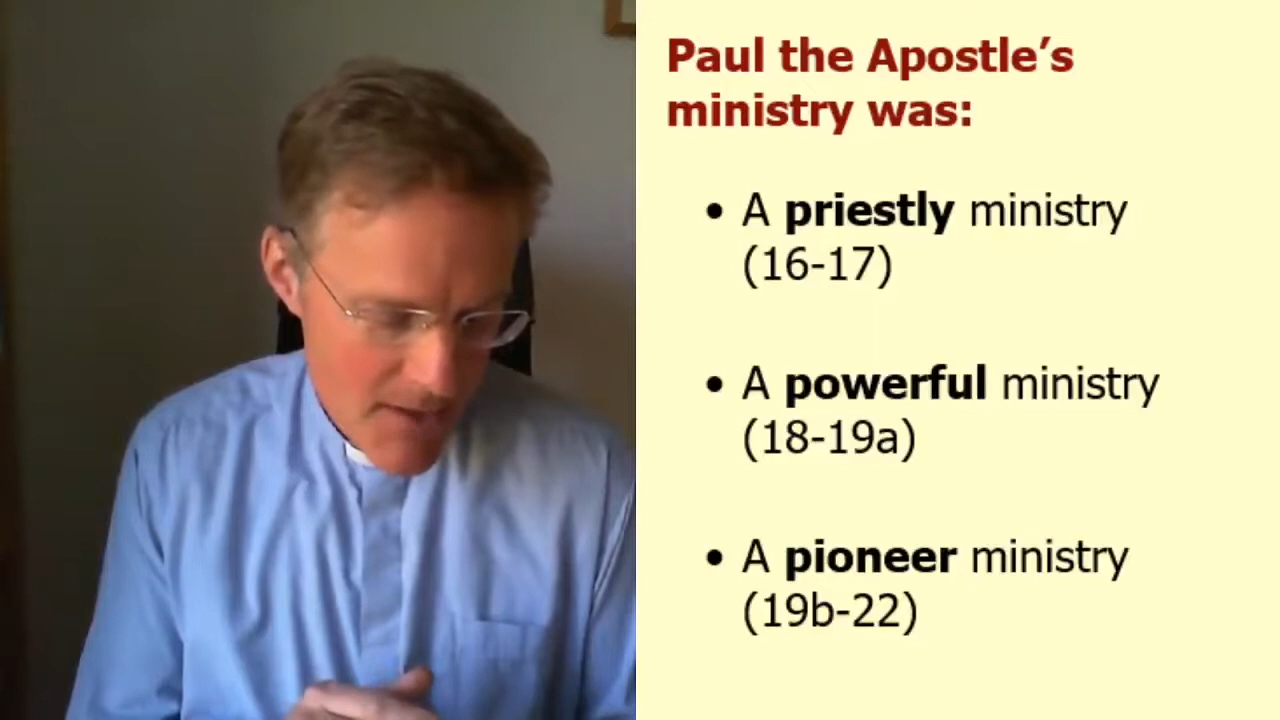 Paul the Apostle’s
ministry was:
• A priestly ministry
(16-17)
• A powerful ministry
(18-19a)
• A pioneer ministry
(19b-22)